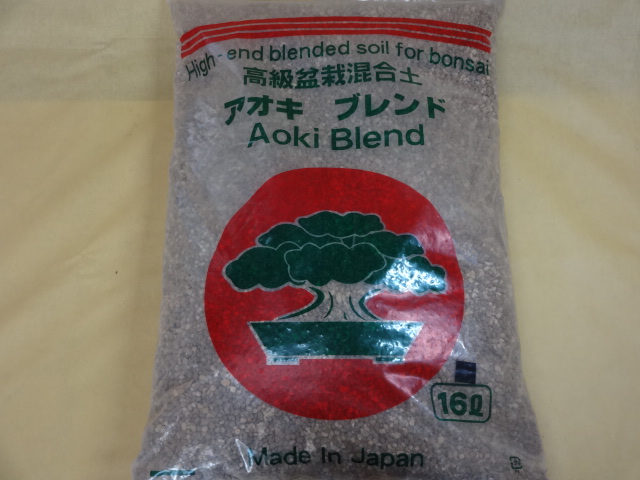 High-end blended soil for bonsai
高級盆栽混合土
アオキ ブレンド
Aoki Blend
16ℓ
Made In Japan